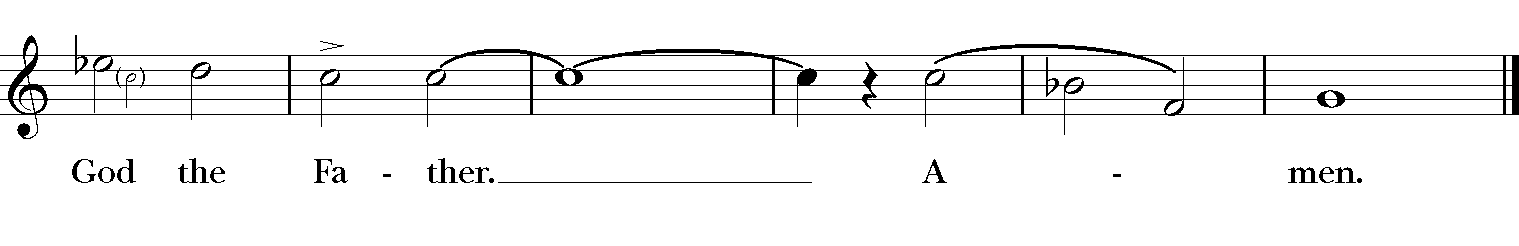 God the Fa - ther. A - men.